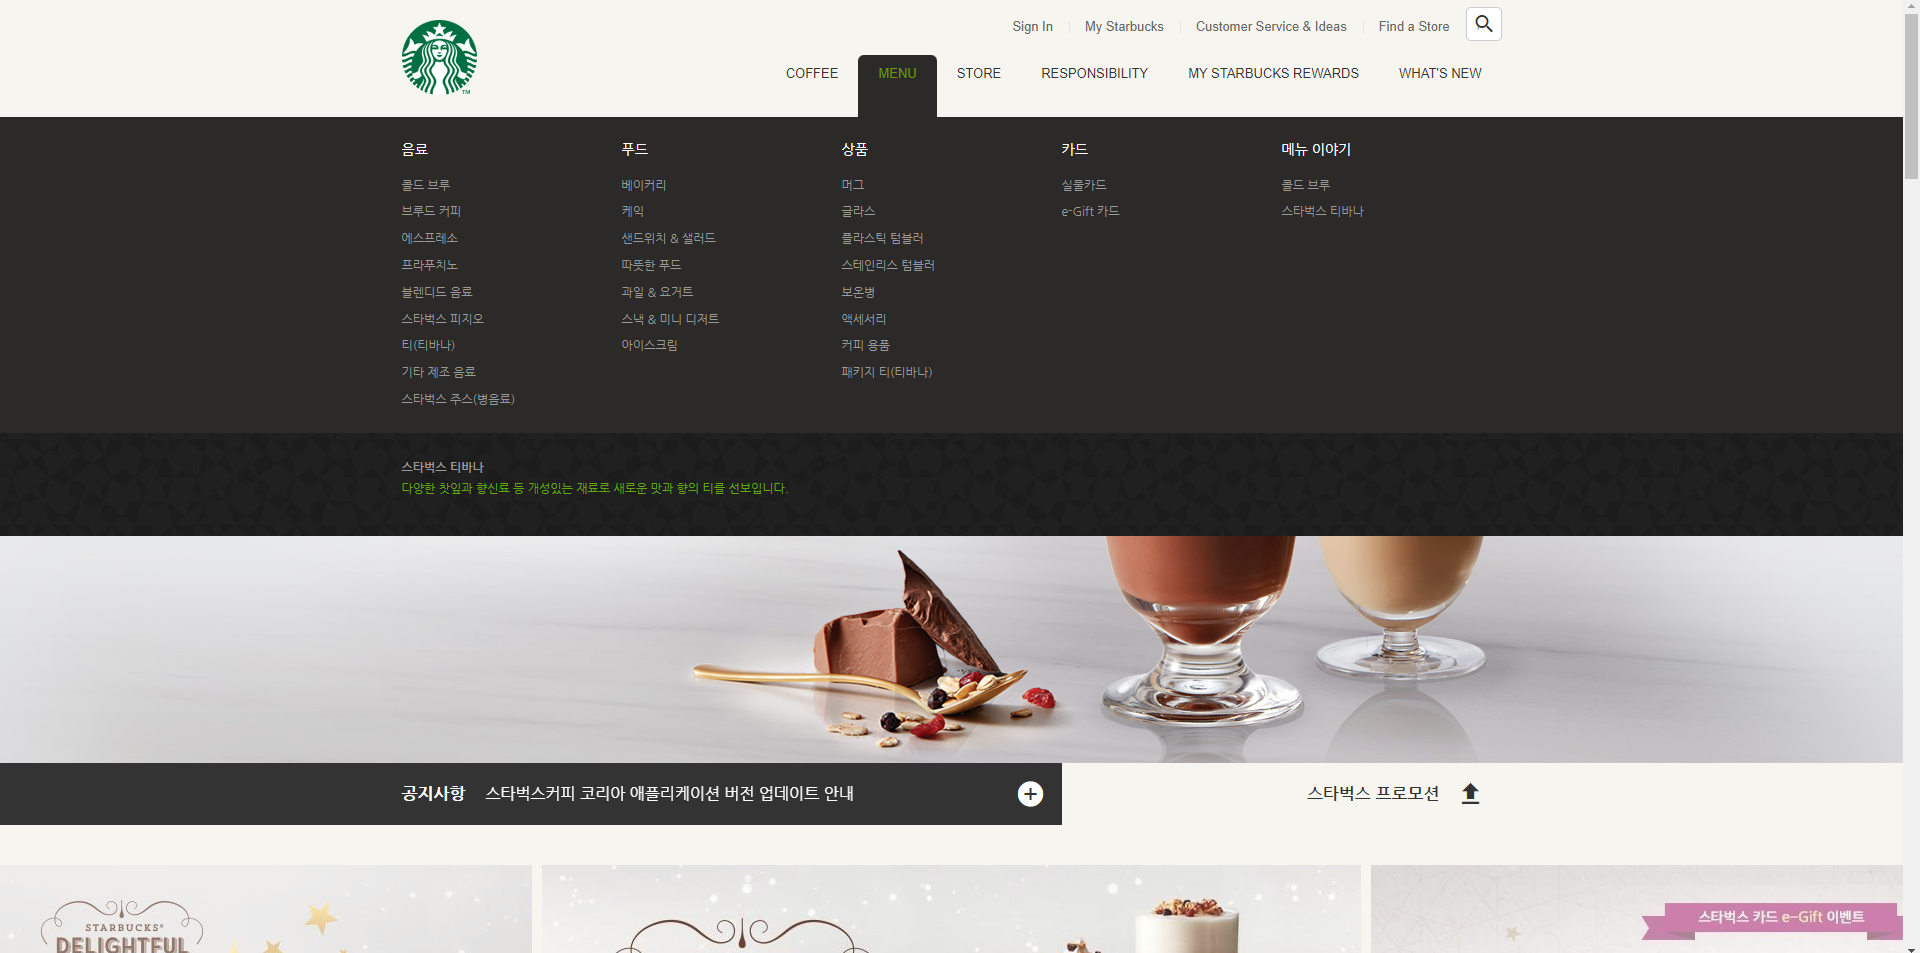 Sign In
My Starbucks
Customer Service & Ideas
Find a Store
TM
COFFEE
MENU
STORE
RESPONSIBILITY
MY STARBUCKS REWARDS
WHAT'S NEW
음료
콜드 브루
브루드 커피
에스프레소
프라푸치노
블렌디드 음료
스타벅스 피지오
티(티바나)
기타 제조 음료
스타벅스 주스(병음료)
푸드
베이커리
케익
샌드위치 & 샐러드
따뜻한 푸드
과일 & 요거트
스낵 & 미니 디저트
아이스크림
상품
머그
글라스
플라스틱 텀블러
스테인리스 텀블러
보온병
액세서리
커피 용품
패키지 티(티바나)
카드
실물카드
e-Gift 카드
메뉴 이야기
콜드 브루
스타벅스 티바나
스타벅스 티바나
다양한 찻잎과 향신료 등 개성있는 재료로 새로운 맛과 향의 티를 선보입니다.
공지사항
스타벅스커피 코리아 애플리케이션 버전 업데이트 안내
스타벅스 프로모션
STARBUCKS®
DELIGHTFUL
스타벅스 카드 e-Gift 이벤트